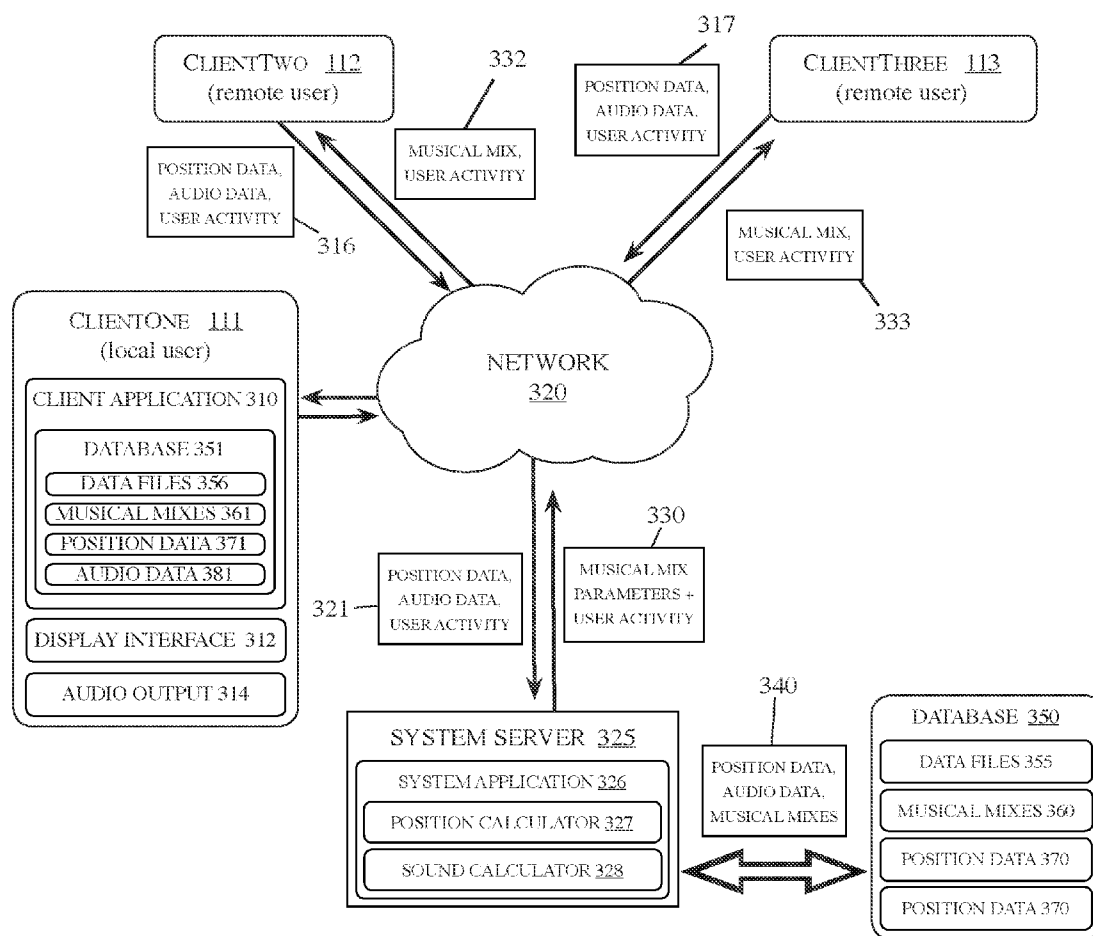 CLIENTTWO 112
(remote user)
332
MUSICAL MIX,
USER ACTIVITY
POSITION DATA,
AUDIO DATA,
USER ACTIVITY
316
317
POSITION DATA,
AUDIO DATA,
USER ACTIVITY
CLIENTTHREE 113
(remote user)
MUSICAL MIX,
USER ACTIVITY
333
CLIENTONE 111
(local user)
CLIENT APPLICATION 310
DATABASE 351
DATA FILES 356
MUSICAL MIXES 361
POSITION DATA 371
AUDIO DATA 381
DISPLAY INTERFACE 312
AUDIO OUTPUT 314
NETWORK
320
321
POSITION DATA,
AUDIO DATA,
USER ACTIVITY
330
MUSICAL MIX
PARAMETERS +
USER ACTIVITY
SYSTEM SERVER 325
SYSTEM APPLICATION 326
POSITION CALCULATOR 327
SOUND CALCULATOR 328
340
POSITION DATA,
AUDIO DATA,
MUSICAL MIXES
DATABASE 350
DATA FILES 355
MUSICAL MIXES 360
POSITION DATA 370
POSITION DATA 370